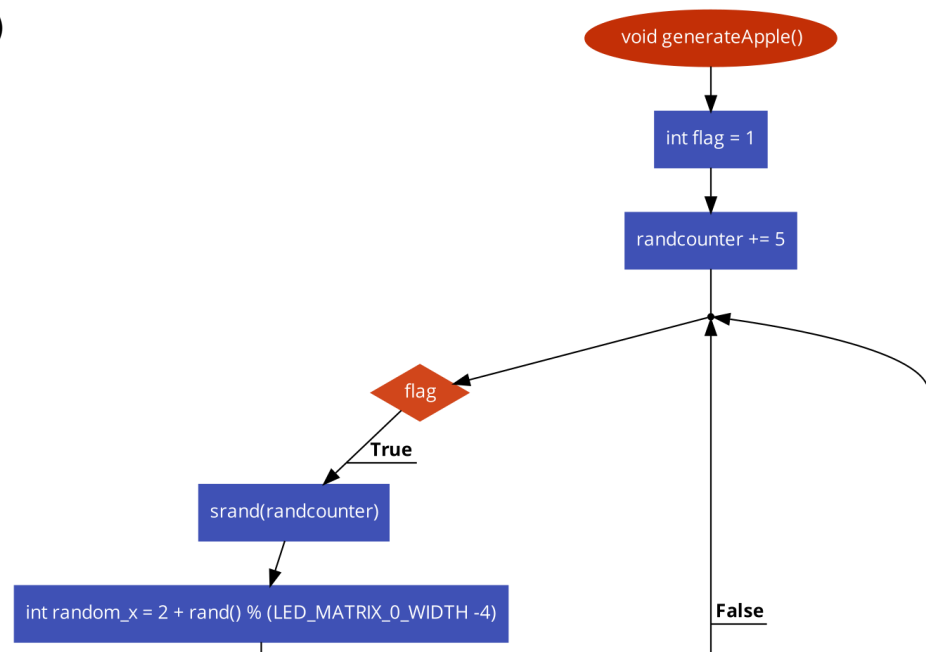 )
void generateApple()
int flag = 1
randcounter += 5
flag
True
srand(randcounter)
int random_x = 2 + rand() % (LED_MATRIX_0_WIDTH -4)
False